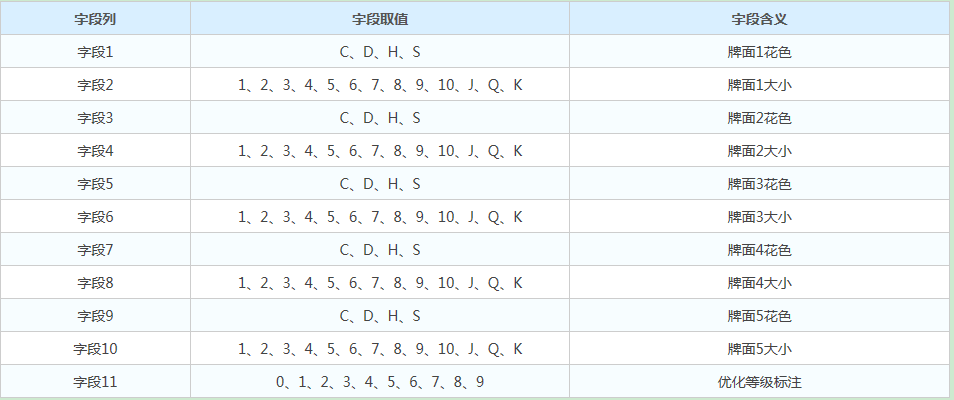 字段列 字段取值 字段含义
字段1 C、D、H、S 牌面1花色
字段2 1、2、3、4、5、6、7、8、9、10、J、Q、K 牌面1大小
字段3 C、D、H、S 牌面2花色
字段4 1、2、3、4、5、6、7、8、9、10、J、Q、K 牌面2大小
字段5 C、D、H、S 牌面3花色
字段6 1、2、3、4、5、6、7、8、9、10、J、Q、K 牌面3大小
字段7 C、D、H、S 牌面4花色
字段8 1、2、3、4、5、6、7、8、9、10、J、Q、K 牌面4大小
字段9 C、D、H、S 牌面5花色
字段10 1、2、3、4、5、6、7、8、9、10、J、Q、K 牌面5大小
字段11 0、1、2、3、4、5、6、7、8、9 优化等级标注